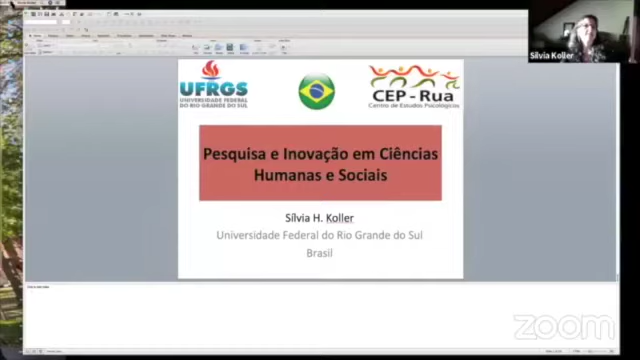 Sílvia Koller
UFRGS
UNIVERSIDADE FEDERAL
DO RIO GRANDE DO SUL
CEP-Rua
Centro de Estudos Psicológicos
Pesquisa e Inovação em Ciências
Humanas e Sociais
Sílvia H. Koller
Universidade Federal do Rio Grande do Sul
Brasil
zoom